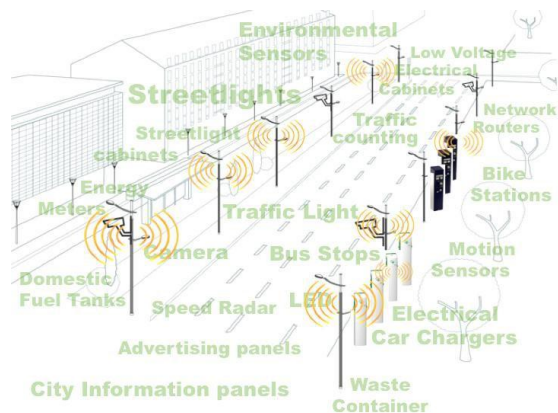 Environmental
Sensors
Low Voltage
Electrical
Cabinets
Streetlights
Streetlight
cabinets
Traffic
counting
Network
Routers
Energy
Meters
Bike
Stations
Traffic Light
Camera
Bus Stops
Motion
Sensors
Domestic
Fuel Tanks
Speed Radar
LED
Electrical
Car Chargers
Advertising panels
City Information panels
Waste
Container